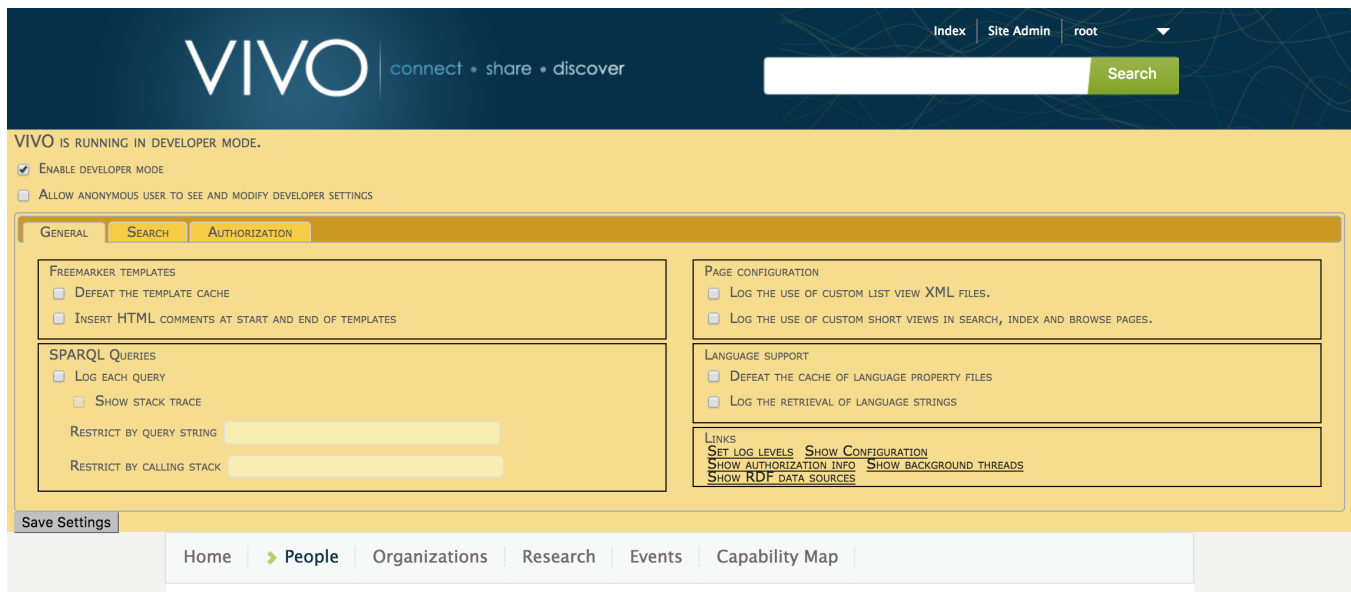 Index Site Admin root
VIVO connect • share • discover
Search
VIVO is running in developer mode.
Enable developer mode
Allow anonymous user to see and modify developer settings
General Search Authorization
Freemarker templates
Defeat the template cache
Insert HTML comments at start and end of templates
SPARQL Queries
Log each query
Show stack trace
Restrict by query string
Restrict by calling stack
Page configuration
Log the use of custom list view XML files.
Log the use of custom short views in search, index and browse pages.
Language support
Defeat the cache of language property files
Log the retrieval of language strings
Links
Set log levels Show Configuration
Show authorization info Show background threads
Show RDF data sources
Save Settings
Home People Organizations Research Events Capability Map